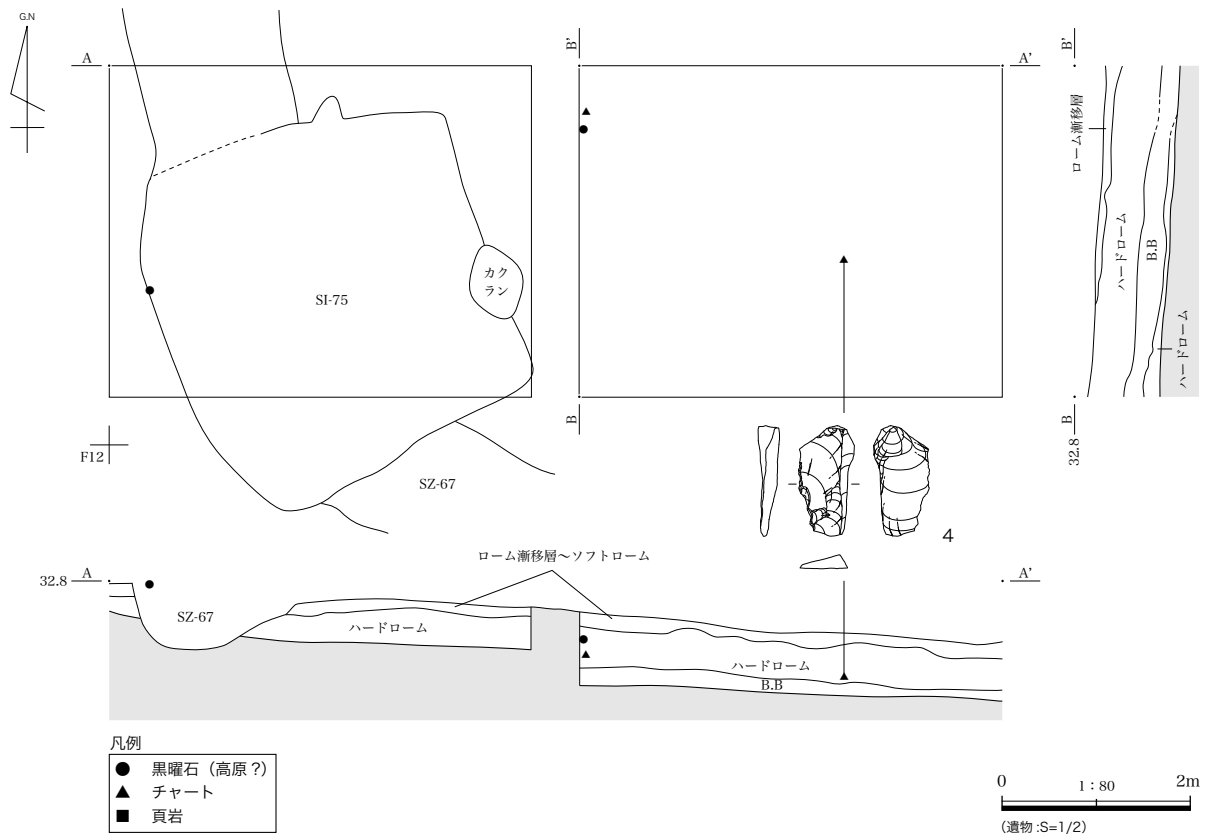 G.N
A
B'
A'
B'
ローム漸移層
ハードローム
B.B
ハードローム
カク
ラン
SI-75
F12
B
B
32.8
SZ-67
4
ローム漸移層〜ソフトローム
32.8
A
A'
SZ-67
ハードローム
ハードローム
B.B
凡例
黒曜石（高原？）
チャート
頁岩
0
1：80
2m
（遺物:S=1/2）